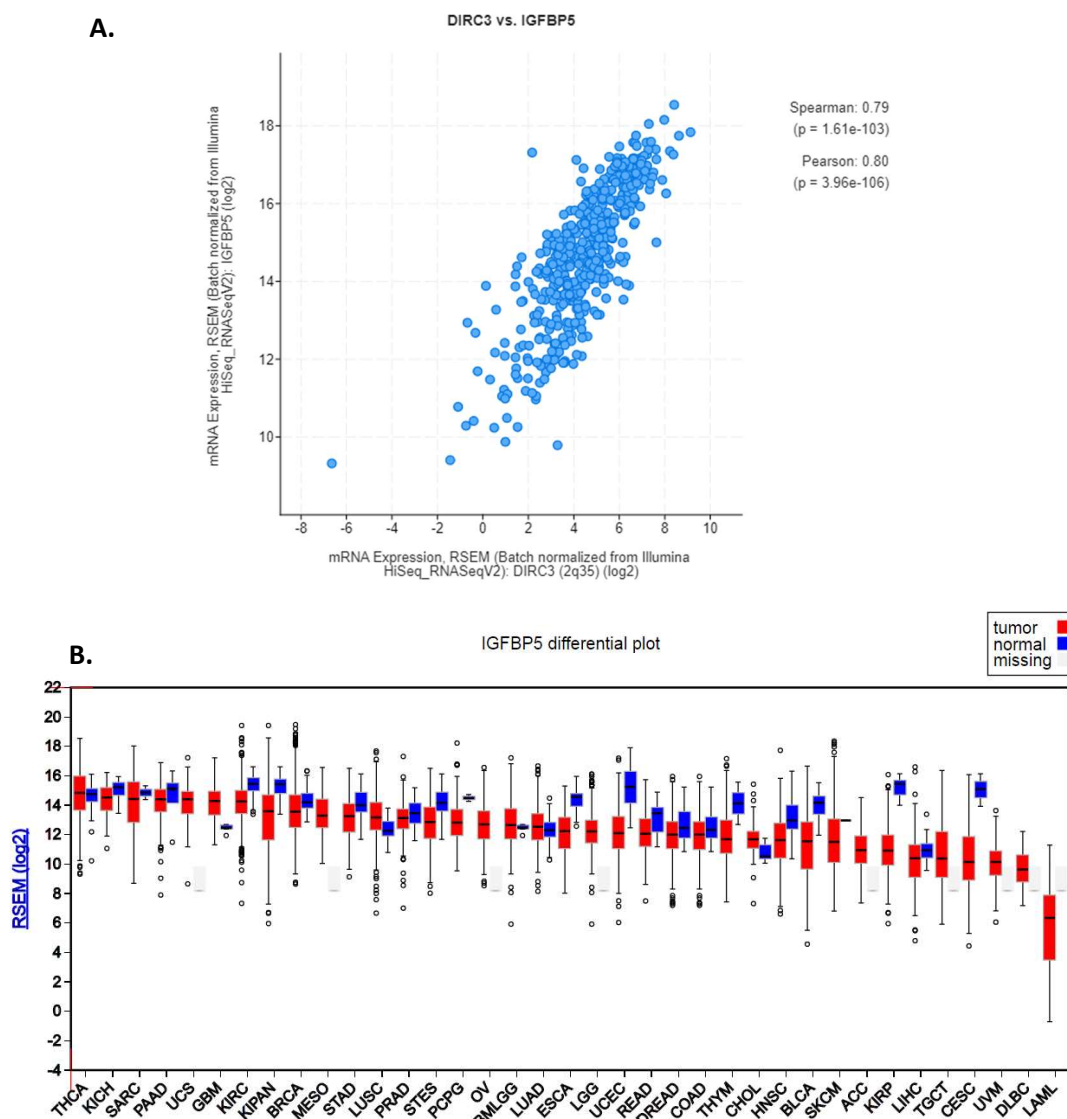 A.
DIRC3 vs. IGFBP5
Spearman: 0.79
(p = 1.61e-103)
Pearson: 0.80
(p = 3.96e-106)
mRNA Expression, RSEM (Batch normalized from Illumina
HiSeq_RNASeqV2): IGFBP5 (log2)
18
16
14
12
10
-8 -6 -4 -2 0 2 4 6 8 10
mRNA Expression, RSEM (Batch normalized from Illumina
HiSeq_RNASeqV2): DIRC3 (2q35) (log2)
B.
IGFBP5 differential plot
tumor
normal
missing
RSEM (log2)
22
20
18
16
14
12
10
8
6
4
2
0
-2
-4
THCA KICH SARC PAAD UCS GBM KIRC KIPAN BRCA MESO STAD LUSC PRAD STES PCPG OV BMLGG LUAD ESCA LGG UCEC READ DREAD COAD THYM CHOL HNSC BLCA SKCM ACC KIRP LIHC TGCT CESC UVM DLBC LAML